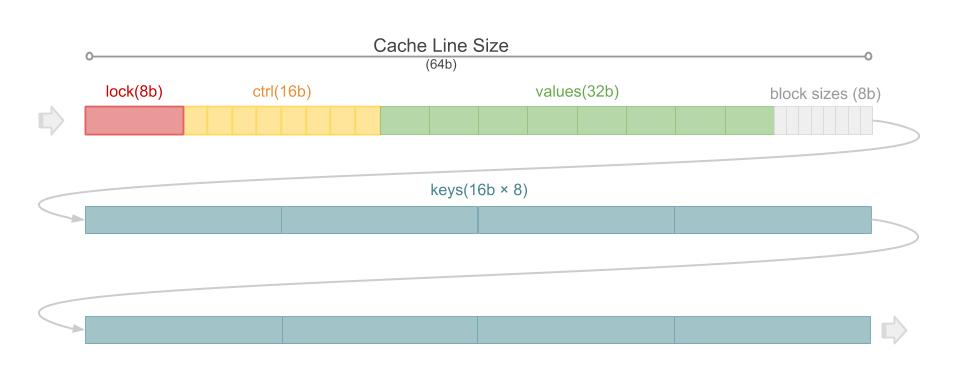 Cache Line Size
(64b)
lock(8b)
ctrl(16b)
values(32b)
block sizes (8b)
keys(16b × 8)